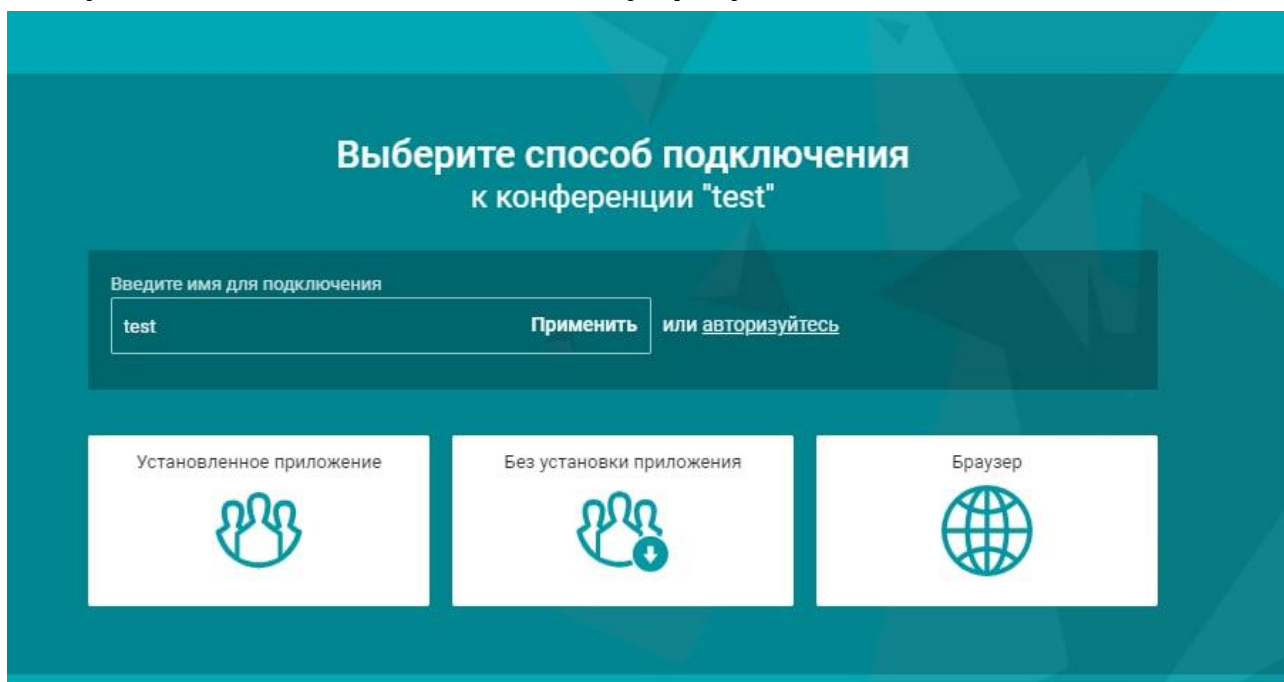 Выберите способ подключения
к конференции "test"
Введите имя для подключения
test Применить или авторизуйтесь
Установленное приложение Без установки приложения Браузер